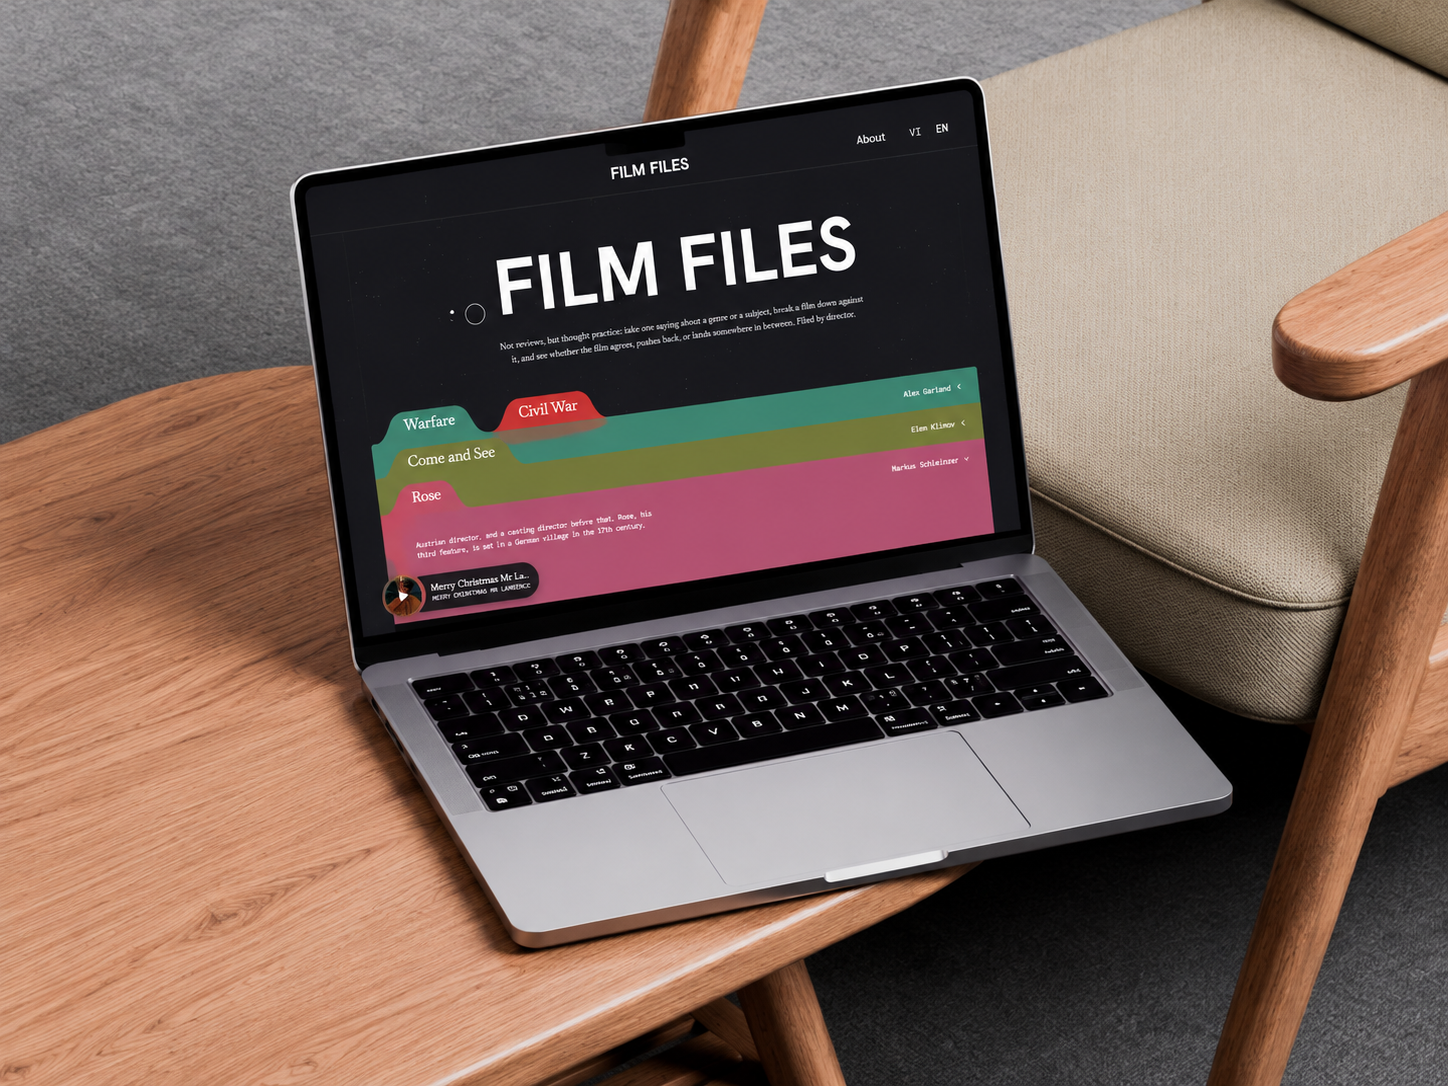 About VI EN
FILM FILES
FILM FILES
Not reviews, but thought practice: take one saying about a genre or a subject, break a film down against
it, and see whether the film agrees, pushes back, or lands somewhere in between. Filed by director.
Warfare
Civil War
Alex Garland
Come and See
Elem Klimov
Rose
Markus Schleinzer
Austrian director, and a casting director before that. Rose, his
third feature, is set in a German village in the 17th century.
Merry Christmas Mr La..
MERRY CHRISTMAS MR LAWRENCE